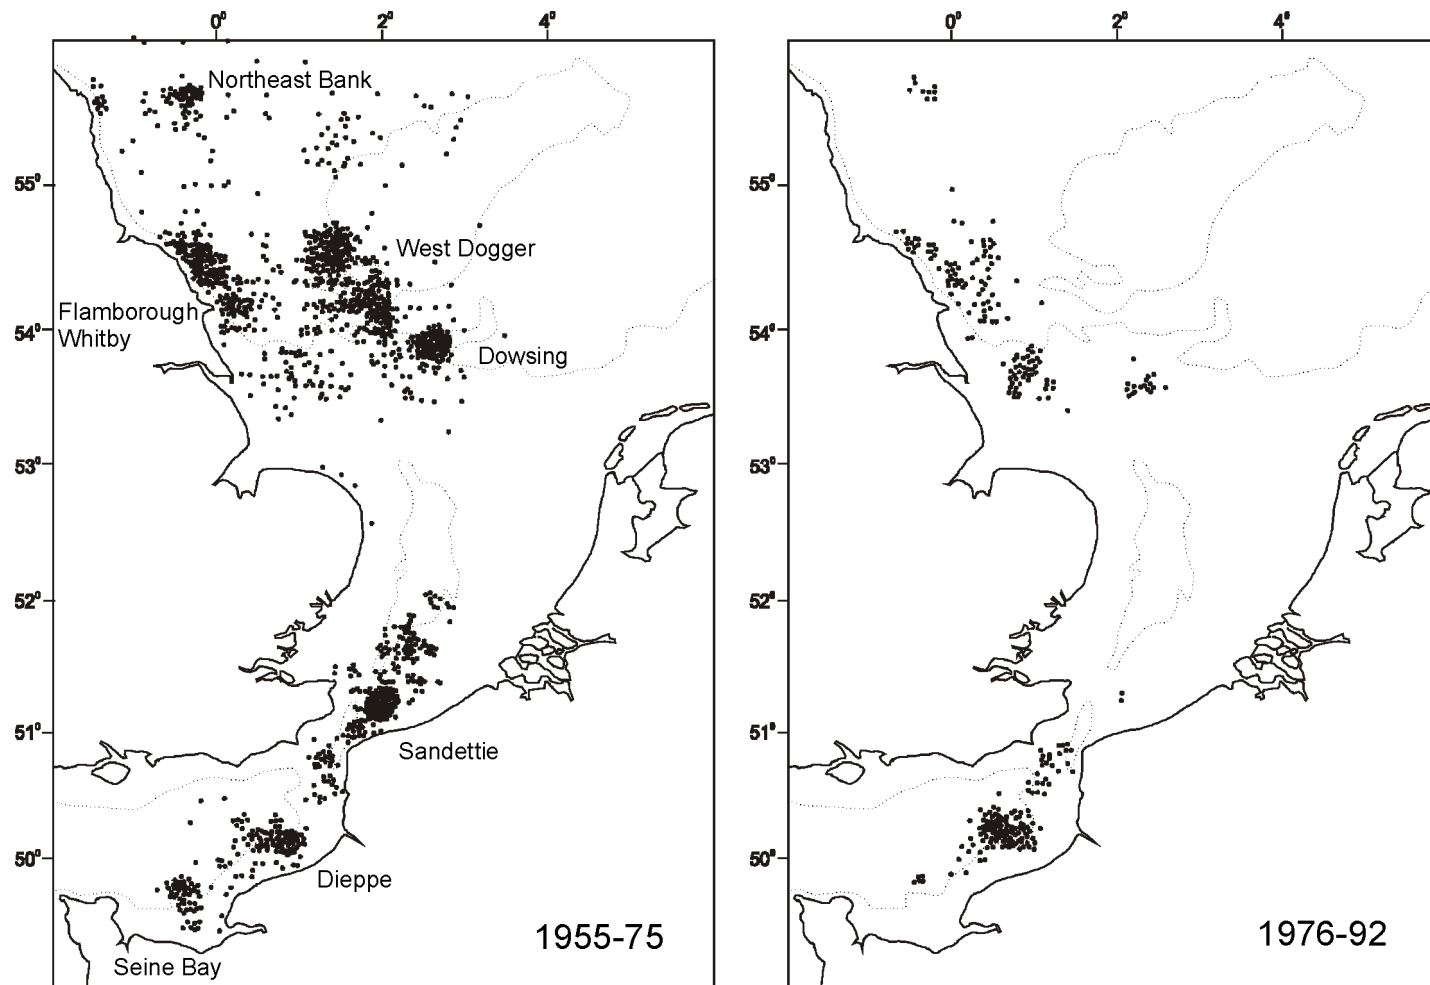 0° 2° 4°
0° 2° 4°
Northeast Bank
55°
55°
West Dogger
Flamborough
Whitby
54°
54°
Dowsing
53°
53°
52°
52°
51°
51°
Sandettie
50°
50°
Dieppe
1955-75
1976-92
Seine Bay